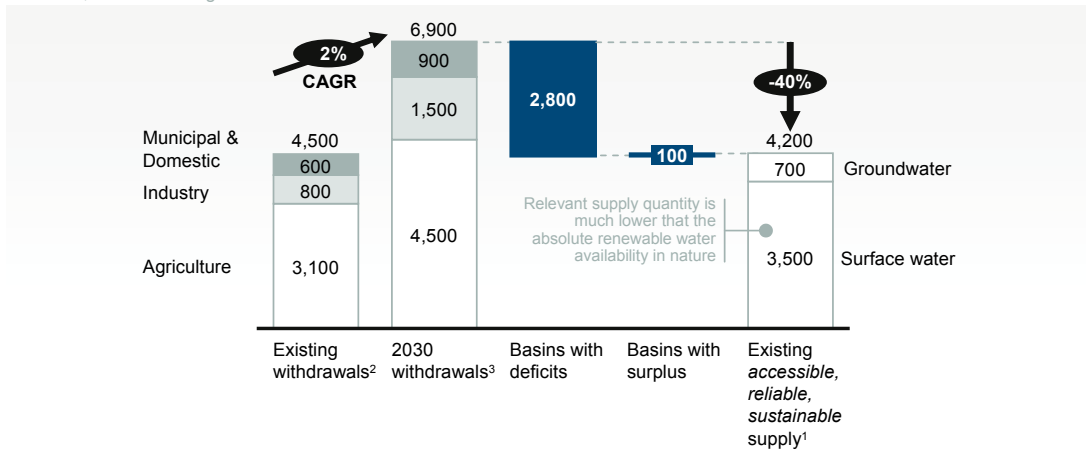 6,900
2%
CAGR
900
1,500
4,500
2,800
-40%
Municipal &
Domestic
Industry
Agriculture
4,500
600
800
3,100
100
4,200
700
3,500
Groundwater
Surface water
Relevant supply quantity is
much lower that the
absolute renewable water
availability in nature
Existing
withdrawals²
2030
withdrawals³
Basins with
deficits
Basins with
surplus
Existing
accessible,
reliable,
sustainable
supply¹